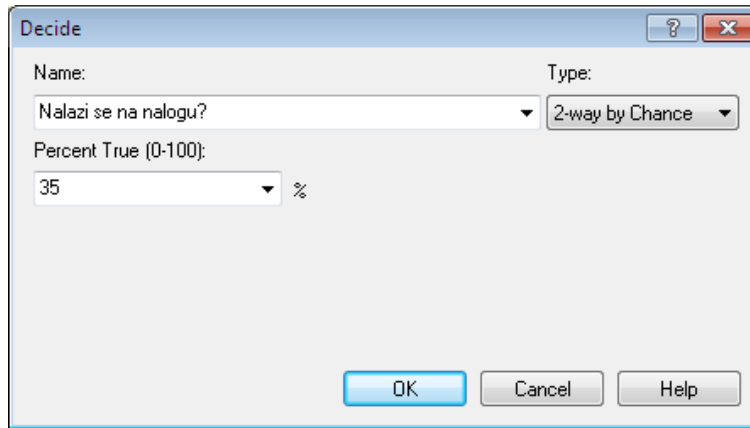 Decide
Name: Type:
Nalazi se na nalogu? 2-way by Chance
Percent True (0-100):
35 %
OK Cancel Help